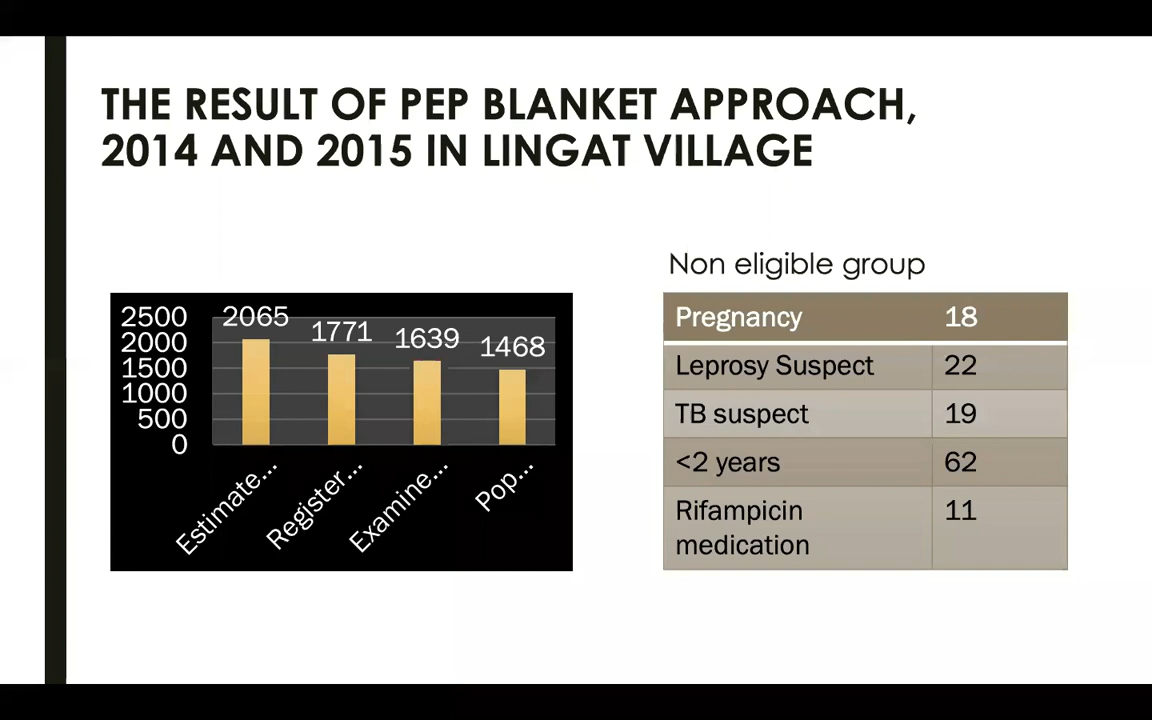 THE RESULT OF PEP BLANKET APPROACH,
2014 AND 2015 IN LINGAT VILLAGE
2500
2000
1500
1000
500
0
2065
1771
1639
1468
Estimate...
Register...
Examine...
Pop...
Non eligible group
Pregnancy 18
Leprosy Suspect 22
TB suspect 19
<2 years 62
Rifampicin 11
medication